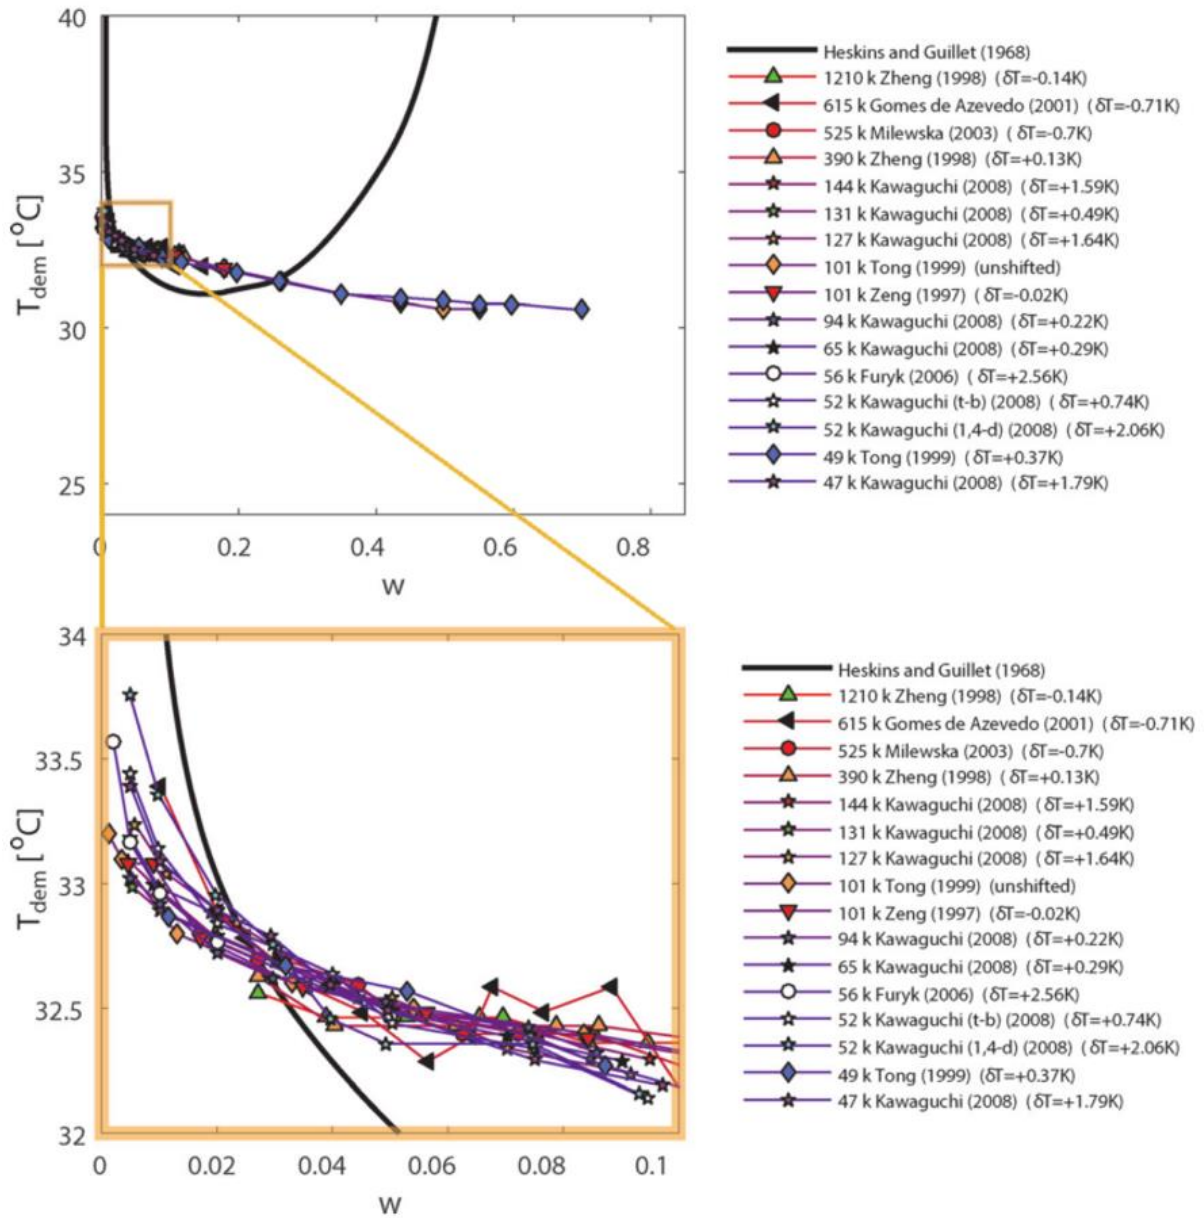 40
35
30
25
T_dem [°C]
0
0.2
0.4
0.6
0.8
w
Heskins and Guillet (1968)
1210 k Zheng (1998) (δT=-0.14K)
615 k Gomes de Azevedo (2001) (δT=-0.71K)
525 k Milewska (2003) ( δT=-0.7K)
390 k Zheng (1998) (δT=+0.13K)
144 k Kawaguchi (2008) ( δT=+1.59K)
131 k Kawaguchi (2008) ( δT=+0.49K)
127 k Kawaguchi (2008) ( δT=+1.64K)
101 k Tong (1999) (unshifted)
101 k Zeng (1997) (δT=-0.02K)
94 k Kawaguchi (2008) (δT=+0.22K)
65 k Kawaguchi (2008) (δT=+0.29K)
56 k Furyk (2006) ( δT=+2.56K)
52 k Kawaguchi (t-b) (2008) ( δT=+0.74K)
52 k Kawaguchi (1,4-d) (2008) ( δT=+2.06K)
49 k Tong (1999) ( δT=+0.37K)
47 k Kawaguchi (2008) (δT=+1.79K)
34
33.5
33
32.5
32
T_dem [°C]
0
0.02
0.04
0.06
0.08
0.1
w
Heskins and Guillet (1968)
1210 k Zheng (1998) (δT=-0.14K)
615 k Gomes de Azevedo (2001) (δT=-0.71K)
525 k Milewska (2003) ( δT=-0.7K)
390 k Zheng (1998) (δT=+0.13K)
144 k Kawaguchi (2008) ( δT=+1.59K)
131 k Kawaguchi (2008) ( δT=+0.49K)
127 k Kawaguchi (2008) ( δT=+1.64K)
101 k Tong (1999) (unshifted)
101 k Zeng (1997) (δT=-0.02K)
94 k Kawaguchi (2008) (δT=+0.22K)
65 k Kawaguchi (2008) (δT=+0.29K)
56 k Furyk (2006) ( δT=+2.56K)
52 k Kawaguchi (t-b) (2008) ( δT=+0.74K)
52 k Kawaguchi (1,4-d) (2008) ( δT=+2.06K)
49 k Tong (1999) ( δT=+0.37K)
47 k Kawaguchi (2008) (δT=+1.79K)